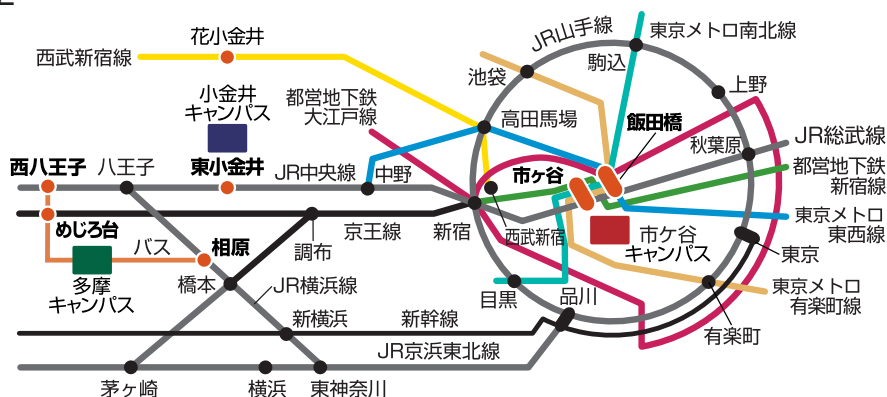 花小金井
西武新宿線
JR山手線
東京メトロ南北線
駒込
池袋
上野
小金井
キャンパス
都営地下鉄
大江戸線
高田馬場
飯田橋
秋葉原
JR総武線
西八王子
八王子
東小金井
JR中央線
中野
市ヶ谷
都営地下鉄
新宿線
めじろ台
バス
相原
調布
京王線
新宿
西武新宿
市ケ谷
キャンパス
東京メトロ
東西線
東京
多摩
キャンパス
橋本
JR横浜線
目黒
品川
東京メトロ
有楽町線
新横浜
新幹線
有楽町
JR京浜東北線
茅ヶ崎
横浜
東神奈川